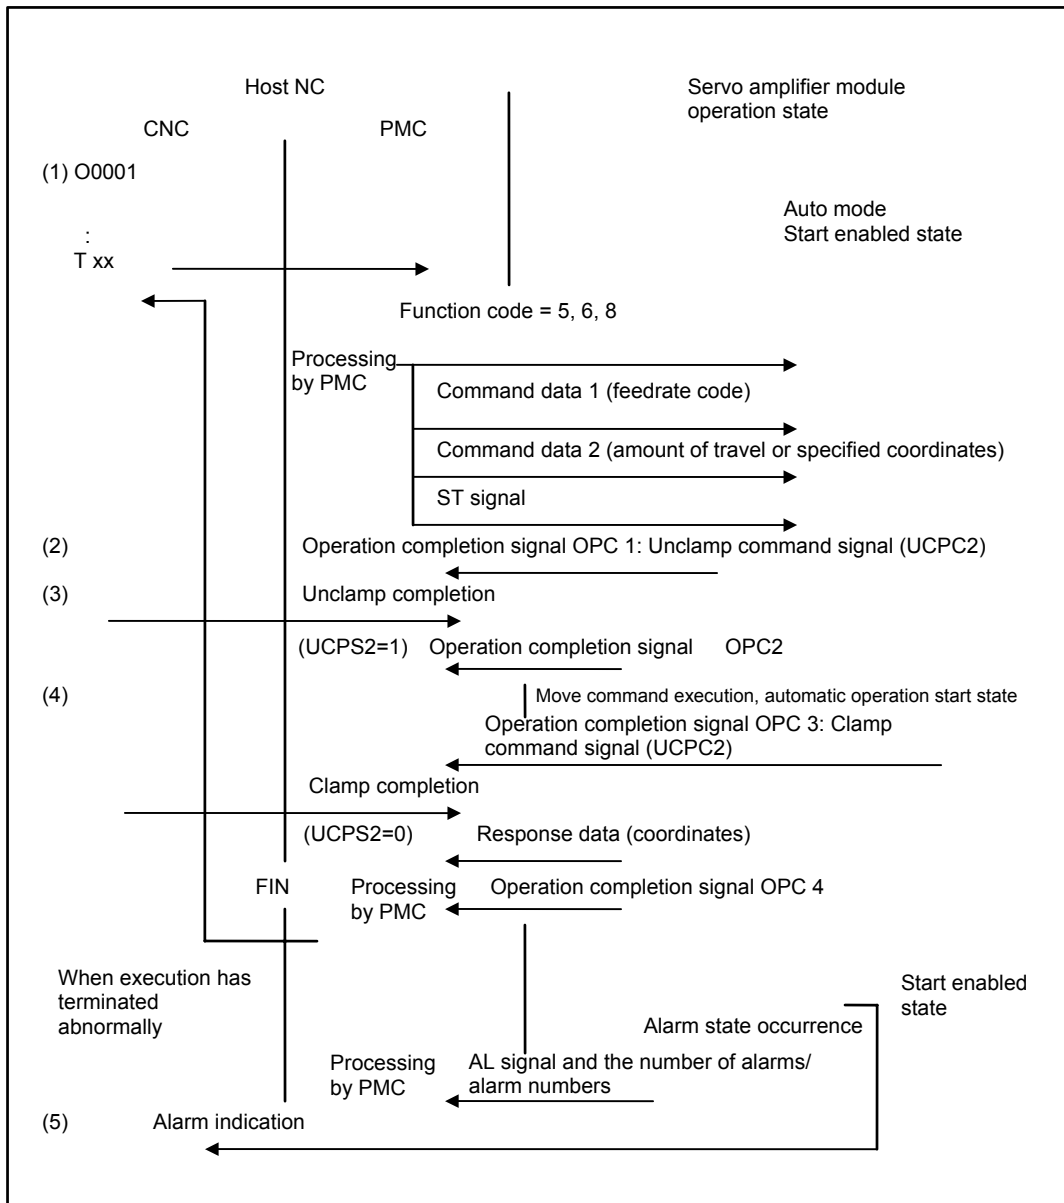 Host NC
Servo amplifier module
operation state
CNC
PMC
(1) O0001
Auto mode
Start enabled state
:
T xx
Function code = 5, 6, 8
Processing
by PMC
Command data 1 (feedrate code)
Command data 2 (amount of travel or specified coordinates)
ST signal
(2)
Operation completion signal OPC 1: Unclamp command signal (UCPC2)
(3)
Unclamp completion
(UCPS2=1)
Operation completion signal
OPC2
(4)
Move command execution, automatic operation start state
Operation completion signal OPC 3: Clamp
command signal (UCPC2)
Clamp completion
(UCPS2=0)
Response data (coordinates)
FIN
Processing
by PMC
Operation completion signal OPC 4
When execution has
terminated
abnormally
Start enabled
state
Alarm state occurrence
Processing
by PMC
AL signal and the number of alarms/
alarm numbers
(5)
Alarm indication